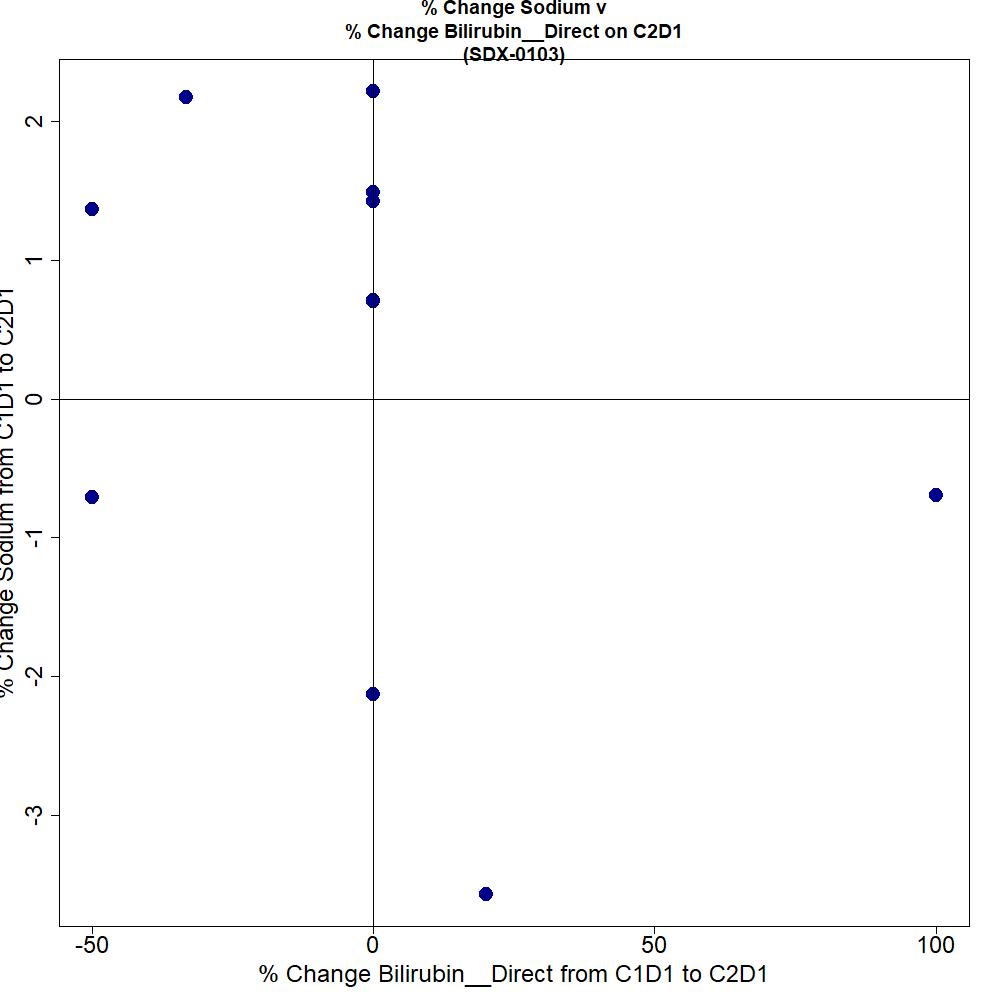 % Change Sodium v
% Change Bilirubin__Direct on C2D1
(SDX-0103)
% Change Sodium from C1D1 to C2D1
2
1
0
-1
-2
-3
-50
0
50
100
% Change Bilirubin__Direct from C1D1 to C2D1